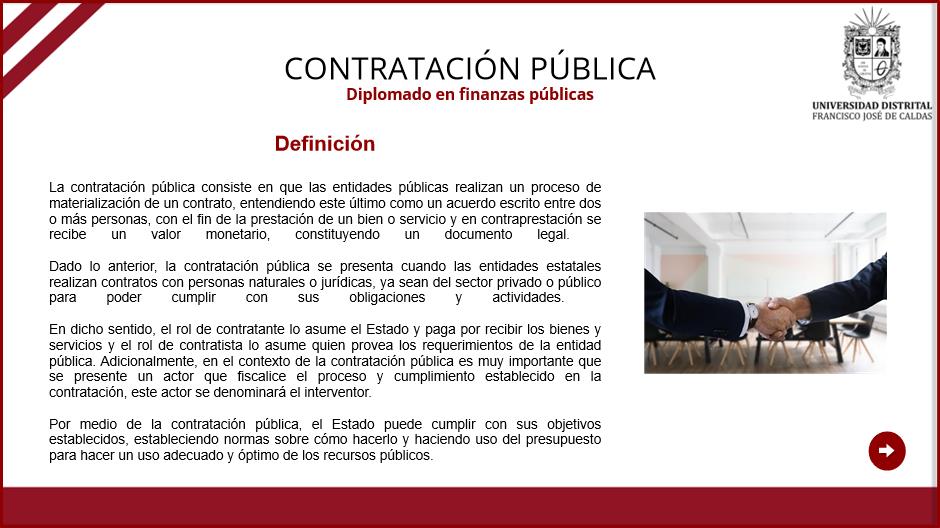 CONTRATACIÓN PÚBLICA
Diplomado en finanzas públicas
UNIVERSIDAD DISTRITAL
FRANCISCO JOSÉ DE CALDAS
Definición
La contratación pública consiste en que las entidades públicas realizan un proceso de
materialización de un contrato, entendiendo este último como un acuerdo escrito entre dos
o más personas, con el fin de la prestación de un bien o servicio y en contraprestación se
recibe un valor monetario, constituyendo un documento legal.
Dado lo anterior, la contratación pública se presenta cuando las entidades estatales
realizan contratos con personas naturales o jurídicas, ya sean del sector privado o público
para poder cumplir con sus obligaciones y actividades.
En dicho sentido, el rol de contratante lo asume el Estado y paga por recibir los bienes y
servicios y el rol de contratista lo asume quien provea los requerimientos de la entidad
pública. Adicionalmente, en el contexto de la contratación pública es muy importante que
se presente un actor que fiscalice el proceso y cumplimiento establecido en la
contratación, este actor se denominará el interventor.
Por medio de la contratación pública, el Estado puede cumplir con sus objetivos
establecidos, estableciendo normas sobre cómo hacerlo y haciendo uso del presupuesto
para hacer un uso adecuado y óptimo de los recursos públicos.